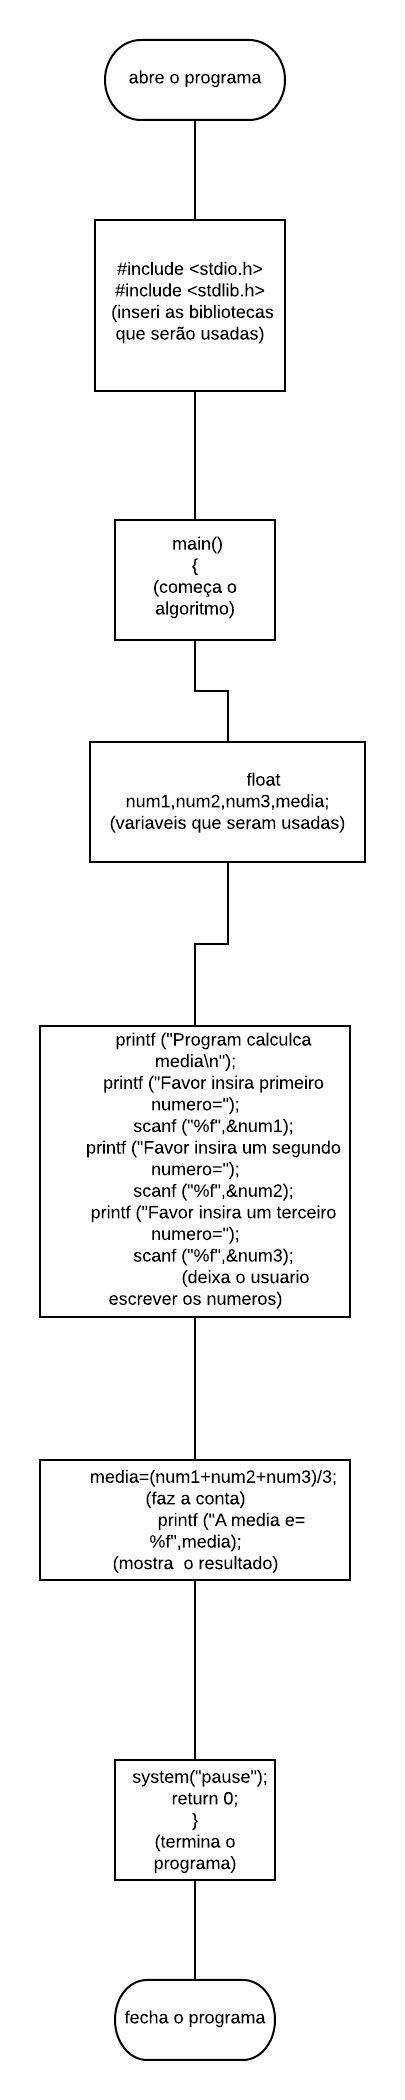 abre o programa
#include <stdio.h>
#include <stdlib.h>
(inseri as bibliotecas
que serão usadas)
main()
{
(começa o
algoritmo)
float
num1,num2,num3,media;
(variaveis que seram usadas)
printf ("Program calculca
media\n");
printf ("Favor insira primeiro
numero=");
scanf ("%f",&num1);
printf ("Favor insira um segundo
numero=");
scanf ("%f",&num2);
printf ("Favor insira um terceiro
numero=");
scanf ("%f",&num3);
(deixa o usuario
escrever os numeros)
media=(num1+num2+num3)/3;
(faz a conta)
printf ("A media e=
%f",media);
(mostra  o resultado)
system("pause");
return 0;
}
(termina o
programa)
fecha o programa